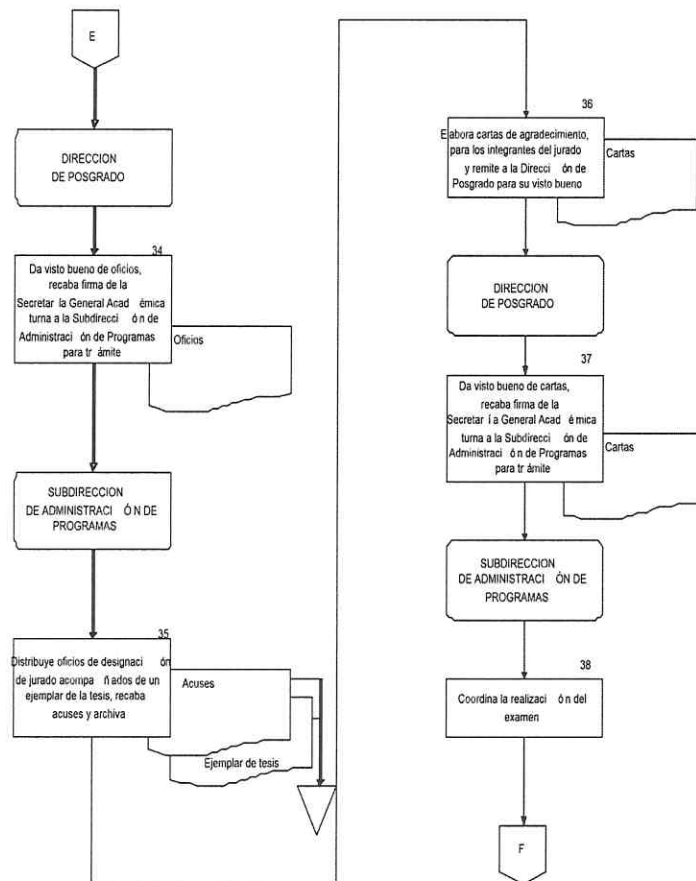 E
DIRECCION
DE POSGRADO
34
Da visto bueno de oficios,
recaba firma de la
Secretar ía General Acad émica
turna a la Subdirecci ón de
Administraci ón de Programas
para tr ámite
Oficios
SUBDIRECCION
DE ADMINISTRACI ÓN DE
PROGRAMAS
35
Distribuye oficios de designaci ón
de jurado acompa ñados de un
ejemplar de la tesis, recaba
acuses y archiva
Acuses
Ejemplar de tesis
36
Elabora cartas de agradecimiento,
para los integrantes del jurado
y remite a la Direcci ón de
Posgrado para su visto bueno
Cartas
DIRECCION
DE POSGRADO
37
Da visto bueno de cartas,
recaba firma de la
Secretar ía General Acad émica
turna a la Subdirecci ón de
Administraci ón de Programas
para tr ámite
Cartas
SUBDIRECCION
DE ADMINISTRACI ÓN DE
PROGRAMAS
38
Coordina la realizaci ón del
examen
F